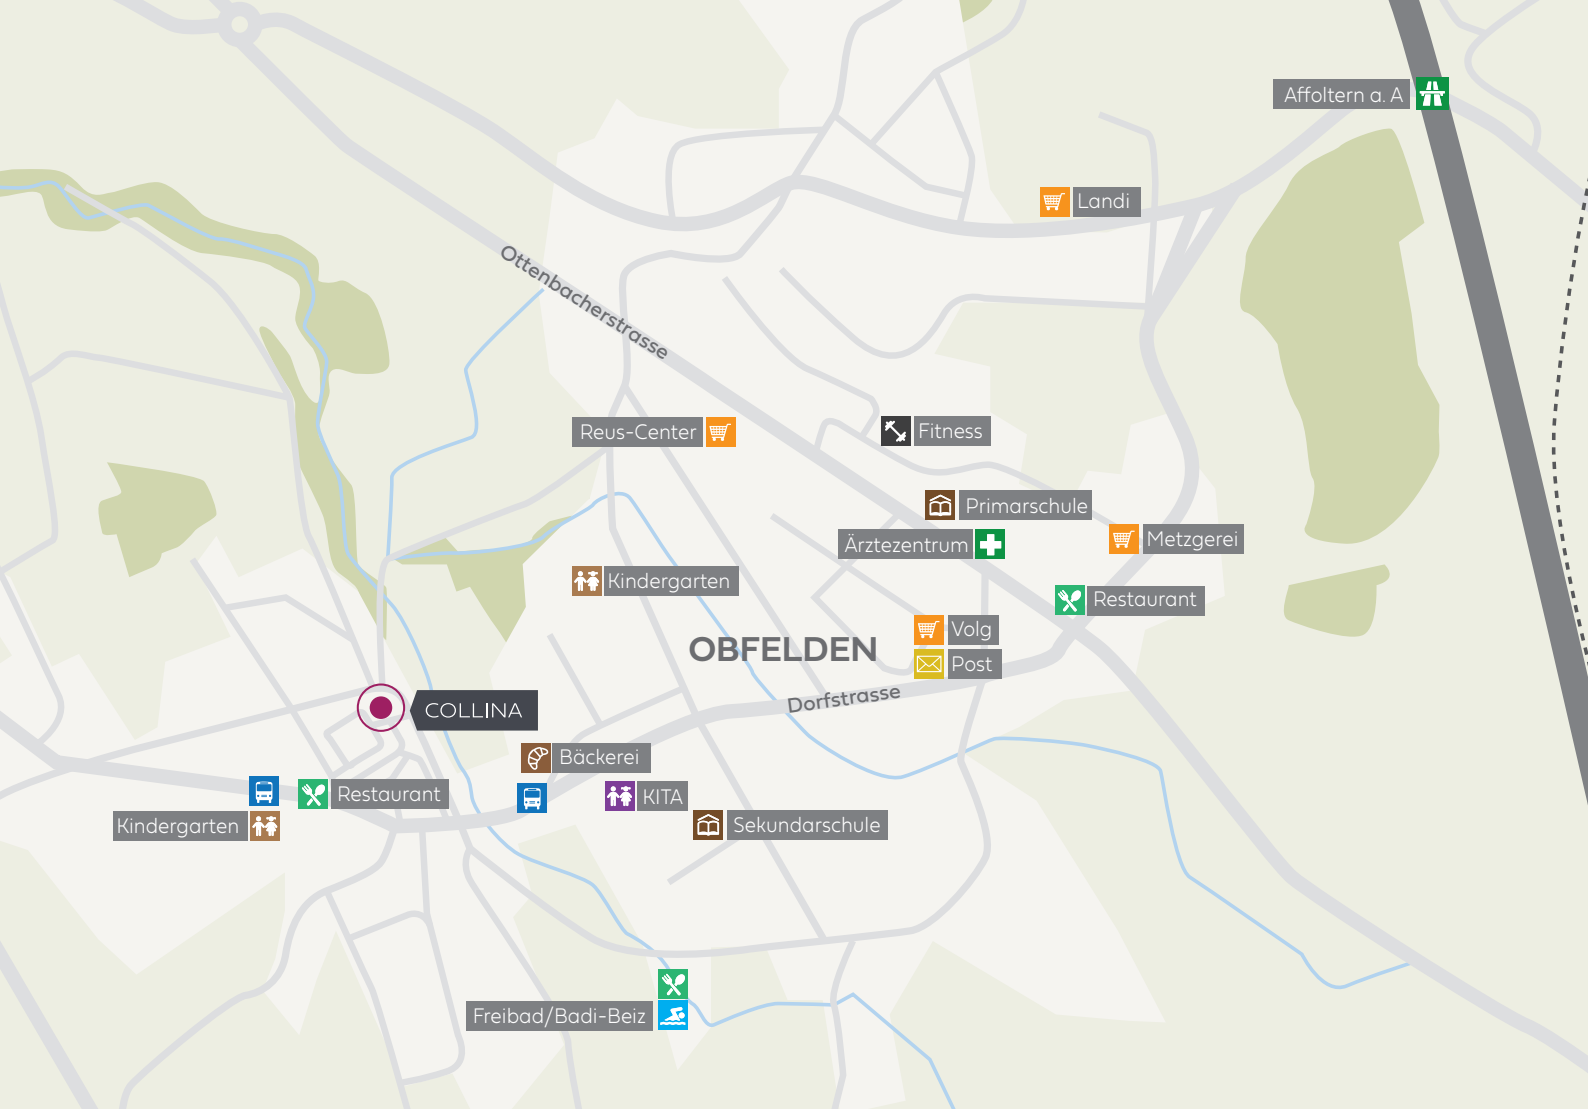 Affoltern a. A
Landi
Ottenbacherstrasse
Reus-Center
Fitness
Primarschule
Ärztezentrum
Metzgerei
Kindergarten
Restaurant
Volg
OBFELDEN
Post
Dorfstrasse
COLLINA
Bäckerei
Restaurant
KITA
Kindergarten
Sekundarschule
Freibad/Badi-Beiz